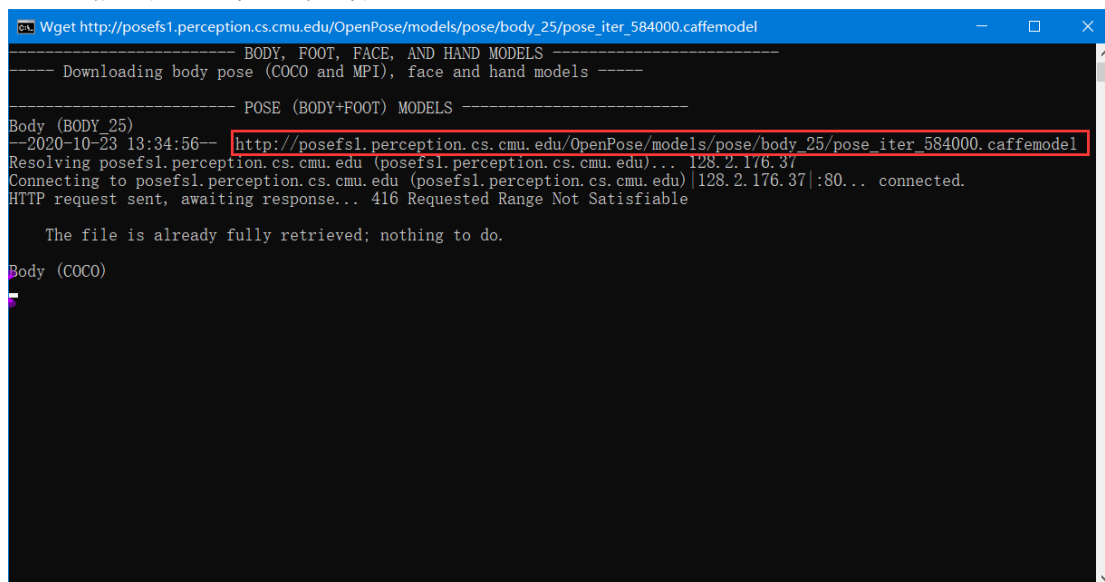 Wget http://posefs1.perception.cs.cmu.edu/OpenPose/models/pose/body_25/pose_iter_584000.caffemodel
------------------------- BODY, FOOT, FACE, AND HAND MODELS -------------------------
----- Downloading body pose (COCO and MPI), face and hand models -----
------------------------- POSE (BODY+FOOT) MODELS -------------------------
Body (BODY_25)
--2020-10-23 13:34:56--  http://posefs1.perception.cs.cmu.edu/OpenPose/models/pose/body_25/pose_iter_584000.caffemodel
Resolving posefs1.perception.cs.cmu.edu (posefs1.perception.cs.cmu.edu)... 128.2.176.37
Connecting to posefs1.perception.cs.cmu.edu (posefs1.perception.cs.cmu.edu)|128.2.176.37|:80... connected.
HTTP request sent, awaiting response... 416 Requested Range Not Satisfiable
The file is already fully retrieved; nothing to do.
Body (COCO)